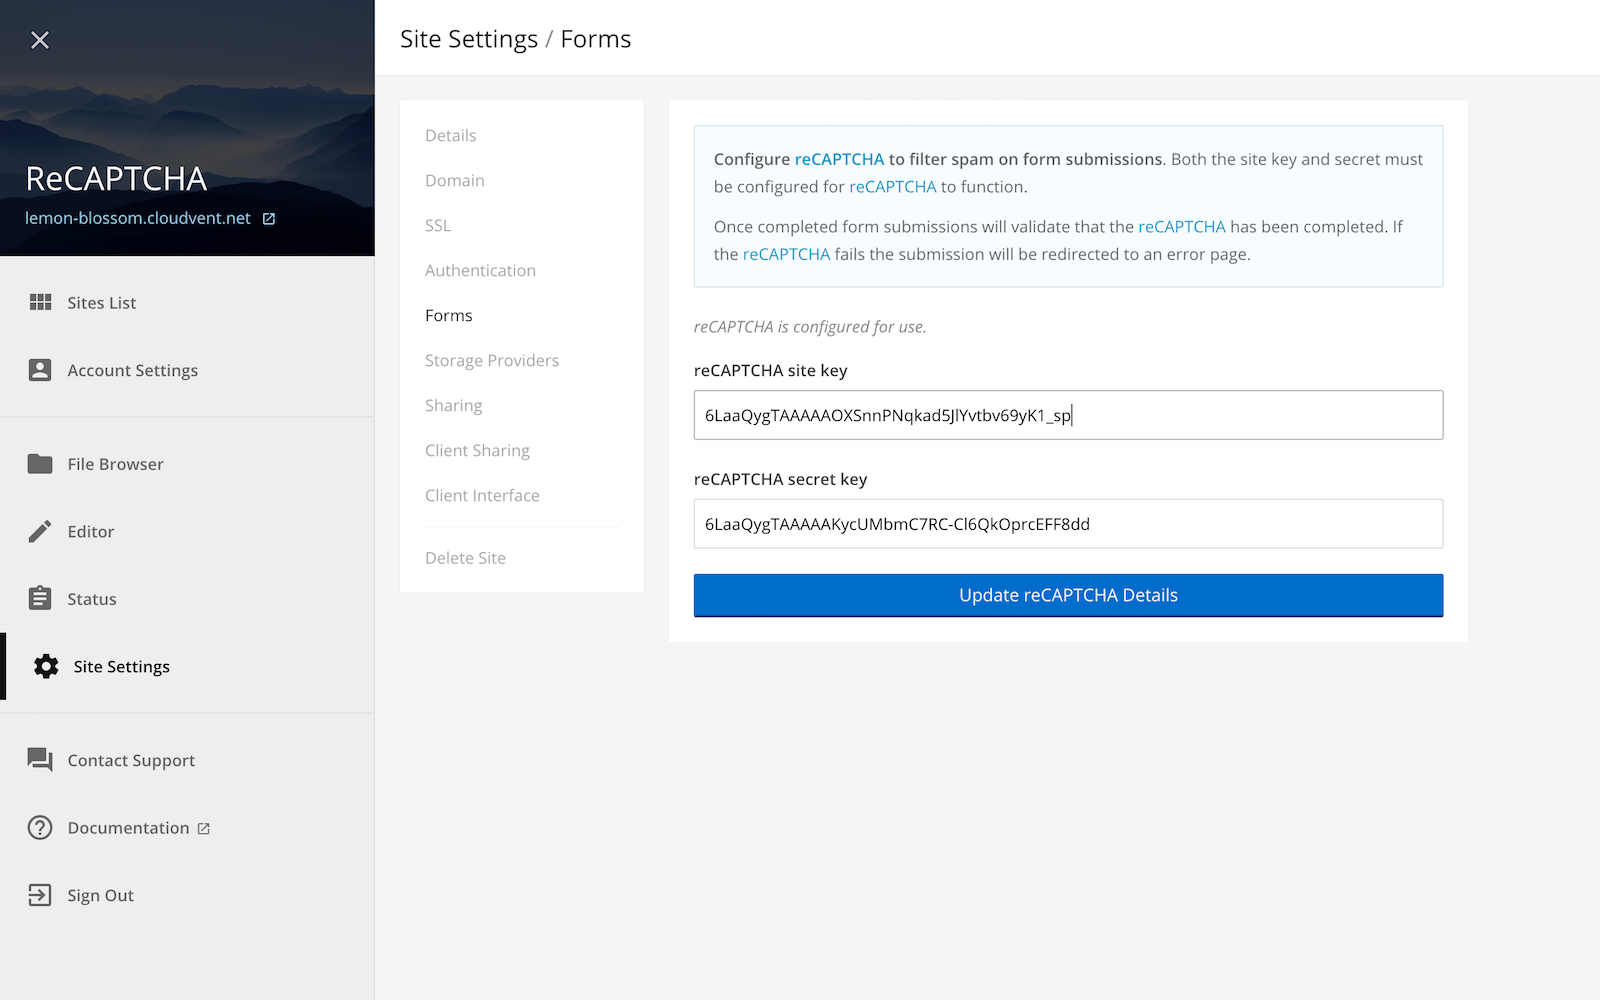 ReCAPTCHA
lemon-blossom.cloudvent.net
Sites List
Account Settings
File Browser
Editor
Status
Site Settings
Contact Support
Documentation
Sign Out
Site Settings / Forms
Details
Domain
SSL
Authentication
Forms
Storage Providers
Sharing
Client Sharing
Client Interface
Delete Site
Configure reCAPTCHA to filter spam on form submissions. Both the site key and secret must
be configured for reCAPTCHA to function.
Once completed form submissions will validate that the reCAPTCHA has been completed. If
the reCAPTCHA fails the submission will be redirected to an error page.
reCAPTCHA is configured for use.
reCAPTCHA site key
6LaaQygTAAAAAOXSnnPNqkad5JlYvtbv69yK1_sp
reCAPTCHA secret key
6LaaQygTAAAAAKycUMbmC7RC-Cl6QkOprcEFF8dd
Update reCAPTCHA Details